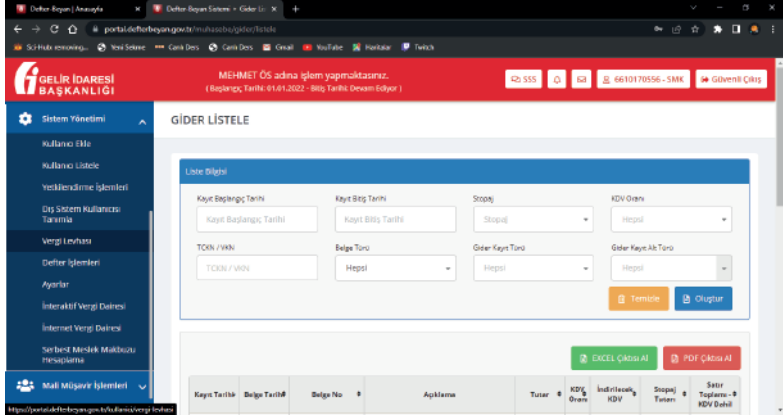 Defter-Beyan | Anasayfa
Defter-Beyan Sistemi - Gider Lis
portal.defterbeyan.gov.tr/muhasebe/gider/listele
Sci-Hub: removing...
Yeni Sekme
Canlı Ders
Canlı Ders
Gmail
YouTube
Haritalar
Twitch
GELİR İDARESİ
BAŞKANLIĞI
MEHMET ÖS adına işlem yapmaktasınız.
( Başlangıç Tarihi: 01.01.2022 - Bitiş Tarihi: Devam Ediyor )
SSS
6610170556 - SMK
Güvenli Çıkış
Sistem Yönetimi
Kullanıcı Ekle
Kullanıcı Listele
Yetkilendirme İşlemleri
Dış Sistem Kullanıcısı
Tanımla
Vergi Levhası
Defter İşlemleri
Ayarlar
İnteraktif Vergi Dairesi
İnternet Vergi Dairesi
Serbest Meslek Makbuzu
Hesaplama
Mali Müşavir İşlemleri
GİDER LİSTELE
Liste Bilgisi
Kayıt Başlangıç Tarihi
Kayıt Bitiş Tarihi
Stopaj
KDV Oranı
Kayıt Başlangıç Tarihi
Kayıt Bitiş Tarihi
Stopaj
Hepsi
TCKN / VKN
Belge Türü
Gider Kayıt Türü
Gider Kayıt Alt Türü
TCKN / VKN
Hepsi
Hepsi
Hepsi
Temizle
Oluştur
EXCEL Çıktısı Al
PDF Çıktısı Al
Kayıt Tarihi
Belge Tarihi
Belge No
Açıklama
Tutar
KDV
Oranı
İndirilecek
KDV
Stopaj
Tutarı
Satır
Toplamı -
KDV Dahil
https://portal.defterbeyan.gov.tr/kullanici/vergi-levhasi